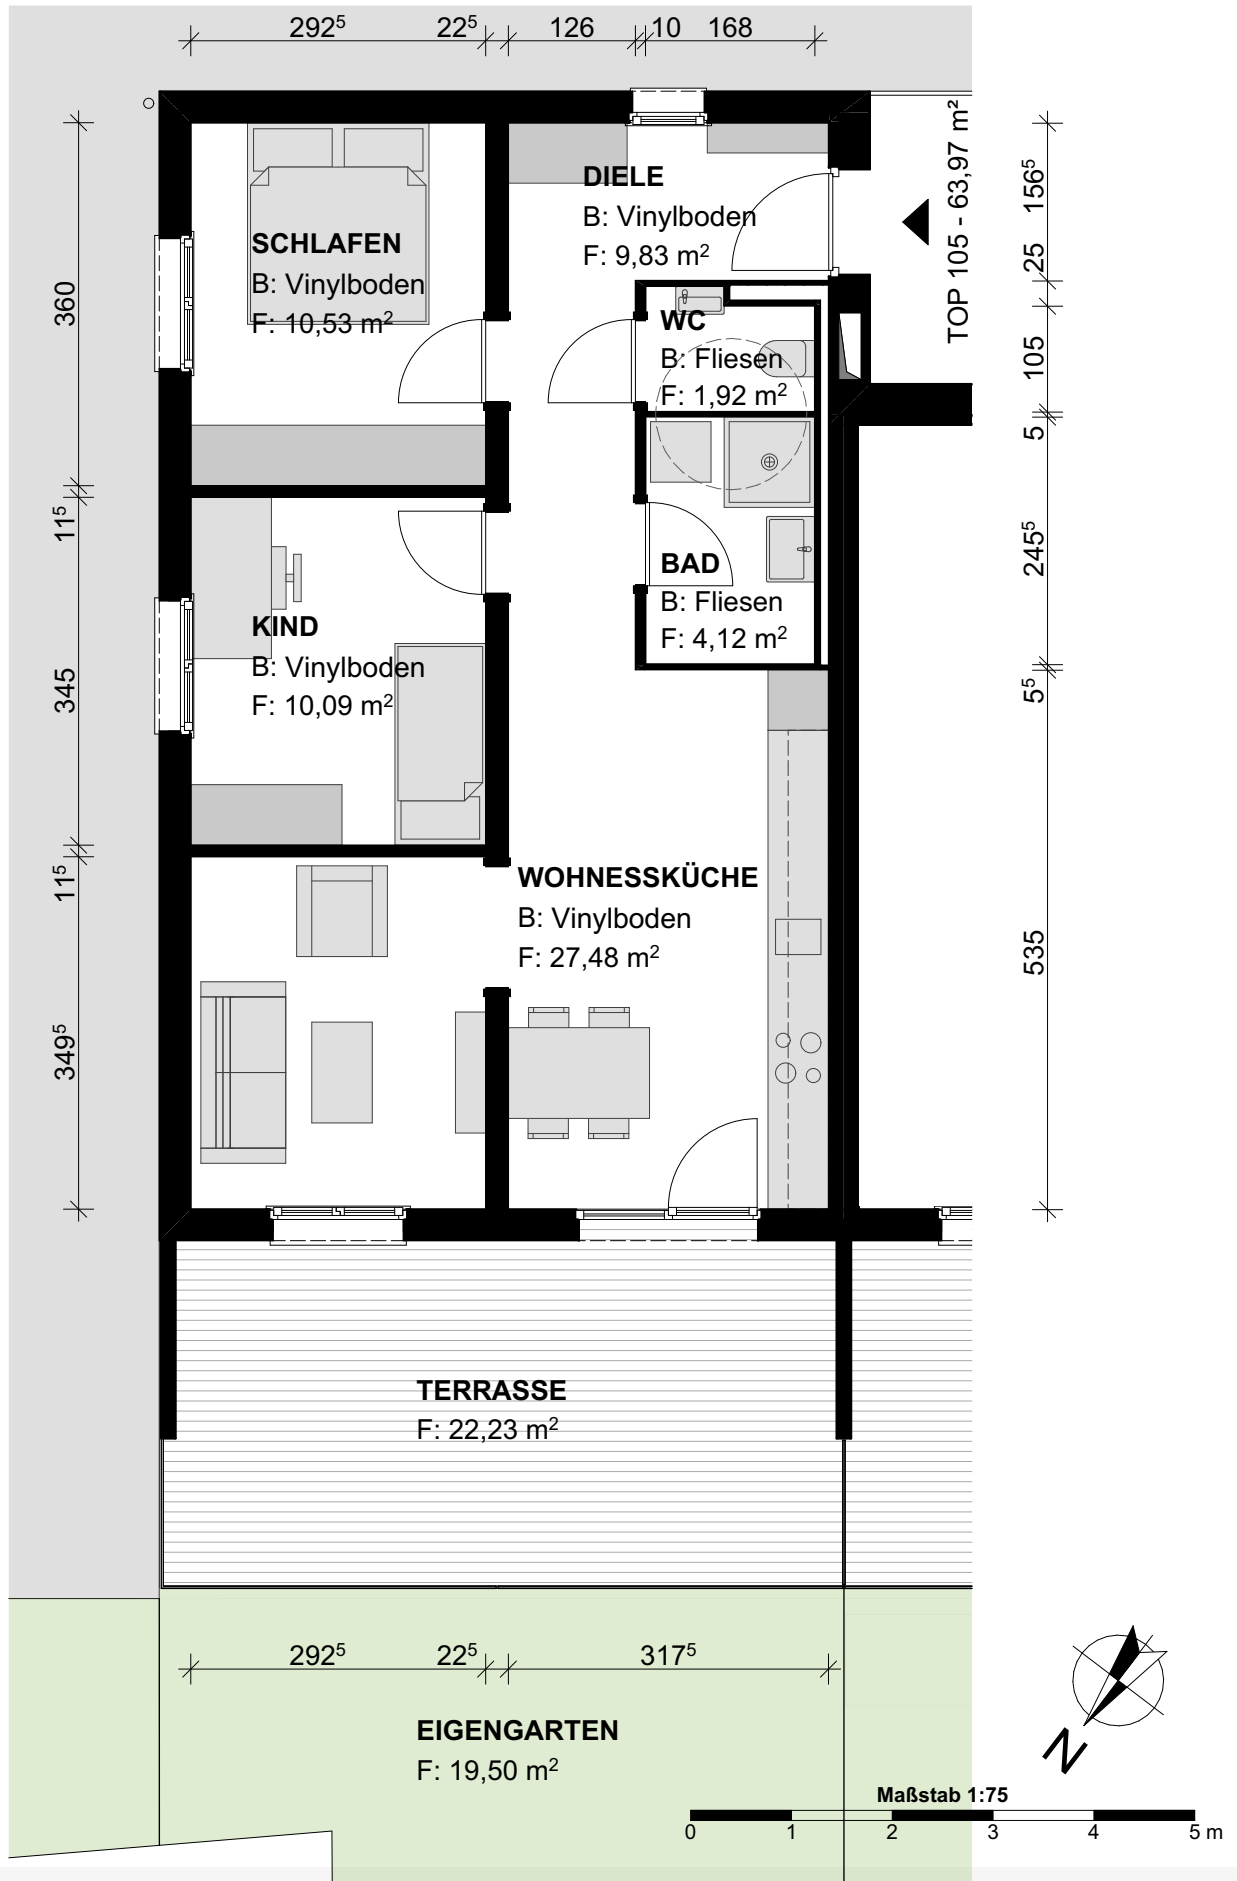 292⁵ 22⁵ 126 10 168
TOP 105 - 63,97 m²
156⁵
25
105
5
245⁵
5⁵
535
360
11⁵
345
11⁵
349⁵
DIELE
B: Vinylboden
F: 9,83 m²
SCHLAFEN
B: Vinylboden
F: 10,53 m²
WC
B: Fliesen
F: 1,92 m²
BAD
B: Fliesen
F: 4,12 m²
KIND
B: Vinylboden
F: 10,09 m²
WOHNESSKÜCHE
B: Vinylboden
F: 27,48 m²
TERRASSE
F: 22,23 m²
292⁵ 22⁵ 317⁵
EIGENGARTEN
F: 19,50 m²
N
Maßstab 1:75
0 1 2 3 4 5 m